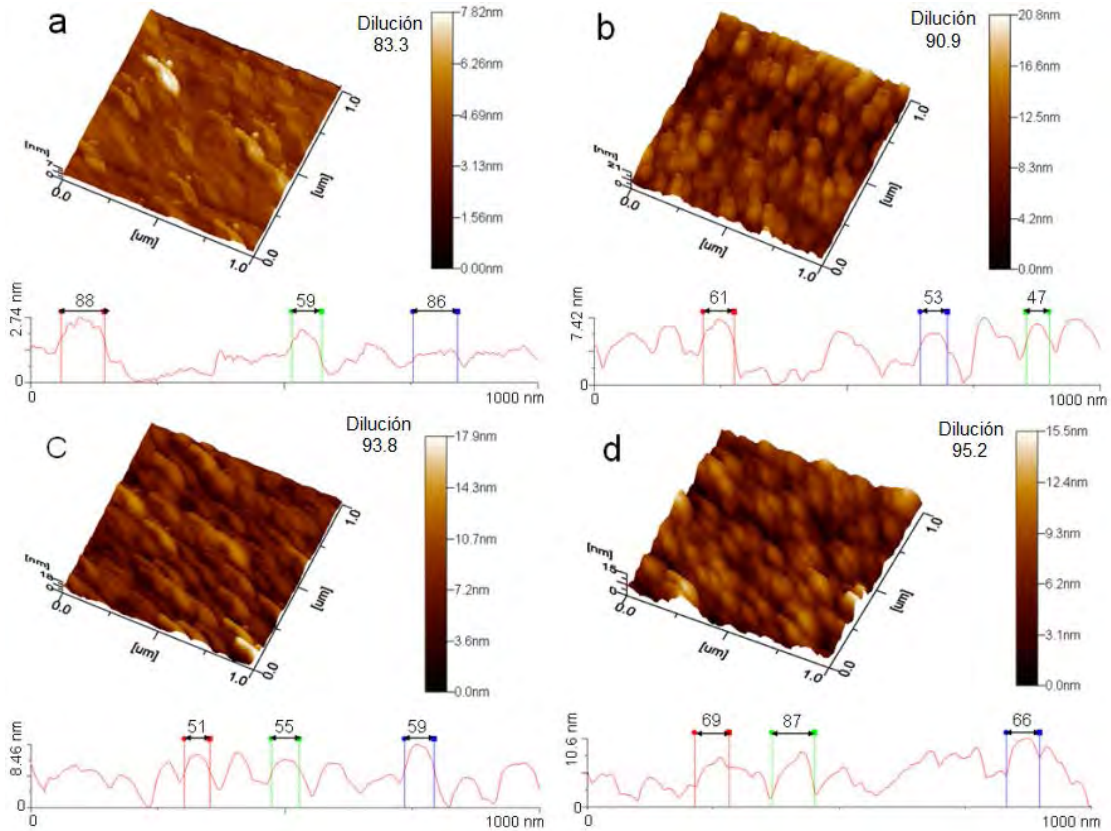 a
Dilución
83.3
7.82nm
6.26nm
4.69nm
3.13nm
1.56nm
0.00nm
[nm]
7
0
0.0
[um]
1.0
0.0
[um]
1.0
2.74 nm
0
88
59
86
0
1000 nm
b
Dilución
90.9
20.8nm
16.6nm
12.5nm
8.3nm
4.2nm
0.0nm
[nm]
21
0
0.0
[um]
1.0
0.0
[um]
1.0
7.42 nm
0
61
53
47
0
1000 nm
C
Dilución
93.8
17.9nm
14.3nm
10.7nm
7.2nm
3.6nm
0.0nm
[nm]
18
0
0.0
[um]
1.0
0.0
[um]
1.0
8.46 nm
0
51
55
59
0
1000 nm
d
Dilución
95.2
15.5nm
12.4nm
9.3nm
6.2nm
3.1nm
0.0nm
[nm]
15
0
0.0
[um]
1.0
0.0
[um]
1.0
10.6 nm
0
69
87
66
0
1000 nm